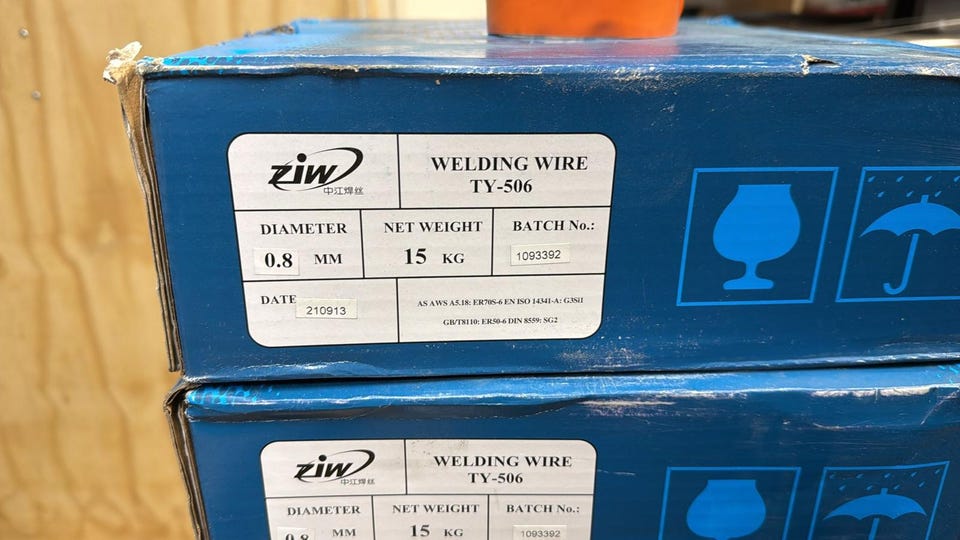 ZIW
中江焊丝
WELDING WIRE
TY-506
DIAMETER
0.8 MM
NET WEIGHT
15 KG
BATCH No.:
1093392
DATE
210913
AS AWS A5.18: ER70S-6 EN ISO 14341-A: G3Si1
GB/T8110: ER50-6 DIN 8559: SG2
ZIW
中江焊丝
WELDING WIRE
TY-506
DIAMETER
0.8 MM
NET WEIGHT
15 KG
BATCH No.:
1093392